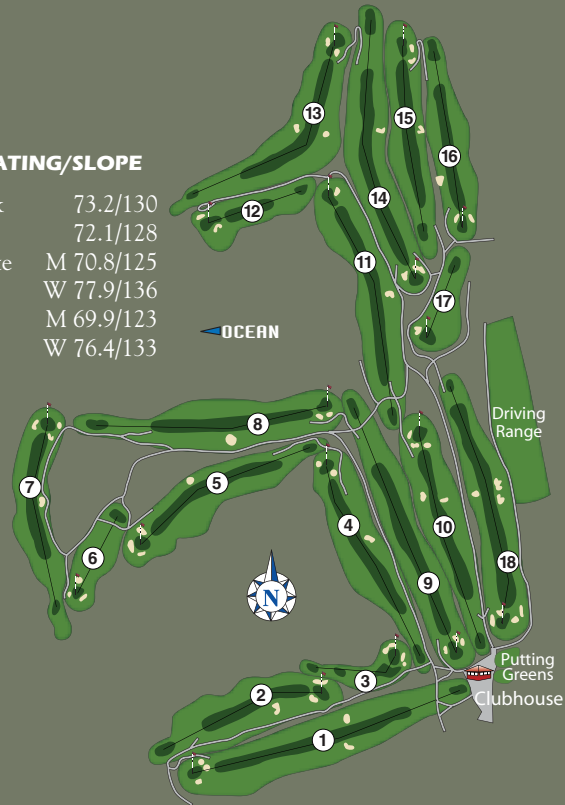 ATING/SLOPE
73.2/130
72.1/128
M 70.8/125
W 77.9/136
M 69.9/123
W 76.4/133
OCEAN
13
15
16
12
14
11
17
Driving
Range
8
7
5
4
10
6
9
18
N
Putting
Greens
Clubhouse
3
2
1